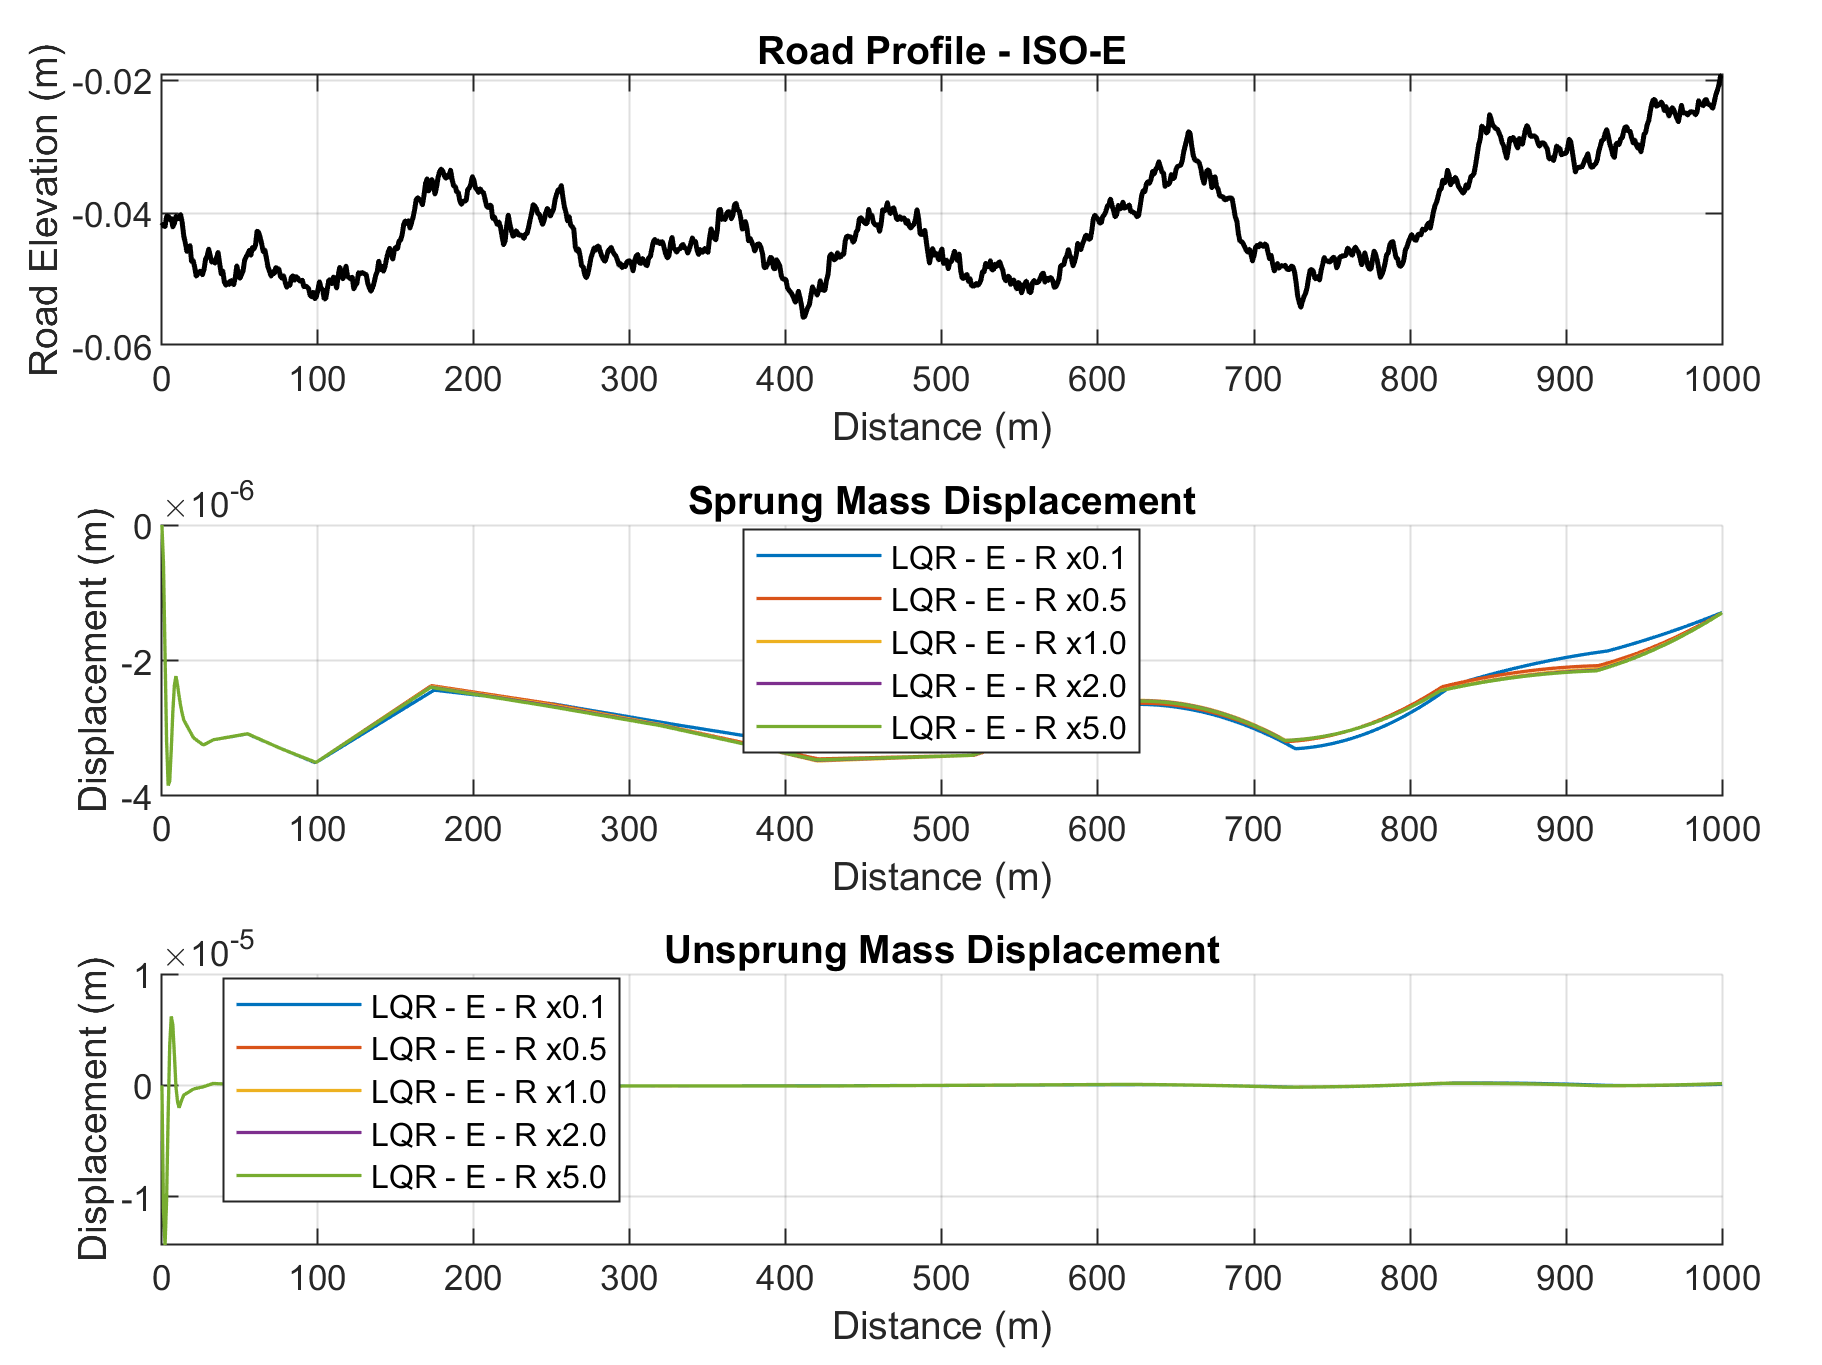 Road Profile - ISO-E
Road Elevation (m)
-0.02
-0.04
-0.06
0 100 200 300 400 500 600 700 800 900 1000
Distance (m)
×10-6
Sprung Mass Displacement
Displacement (m)
0
-2
-4
LQR - E - R x0.1
LQR - E - R x0.5
LQR - E - R x1.0
LQR - E - R x2.0
LQR - E - R x5.0
0 100 200 300 400 500 600 700 800 900 1000
Distance (m)
×10-5
Unsprung Mass Displacement
Displacement (m)
1
0
-1
LQR - E - R x0.1
LQR - E - R x0.5
LQR - E - R x1.0
LQR - E - R x2.0
LQR - E - R x5.0
0 100 200 300 400 500 600 700 800 900 1000
Distance (m)